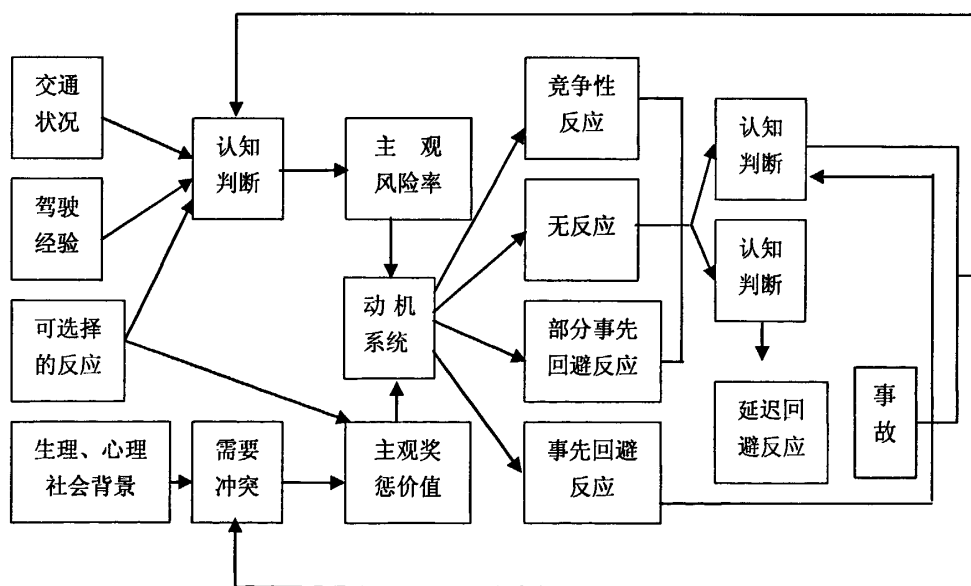 交通
状况
驾驶
经验
可选择
的反应
生理、心理
社会背景
认知
判断
需要
冲突
主 观
风险率
动 机
系统
主观奖
惩价值
竞争性
反应
无反应
部分事先
回避反应
事先回避
反应
认知
判断
认知
判断
延迟回
避反应
事
故